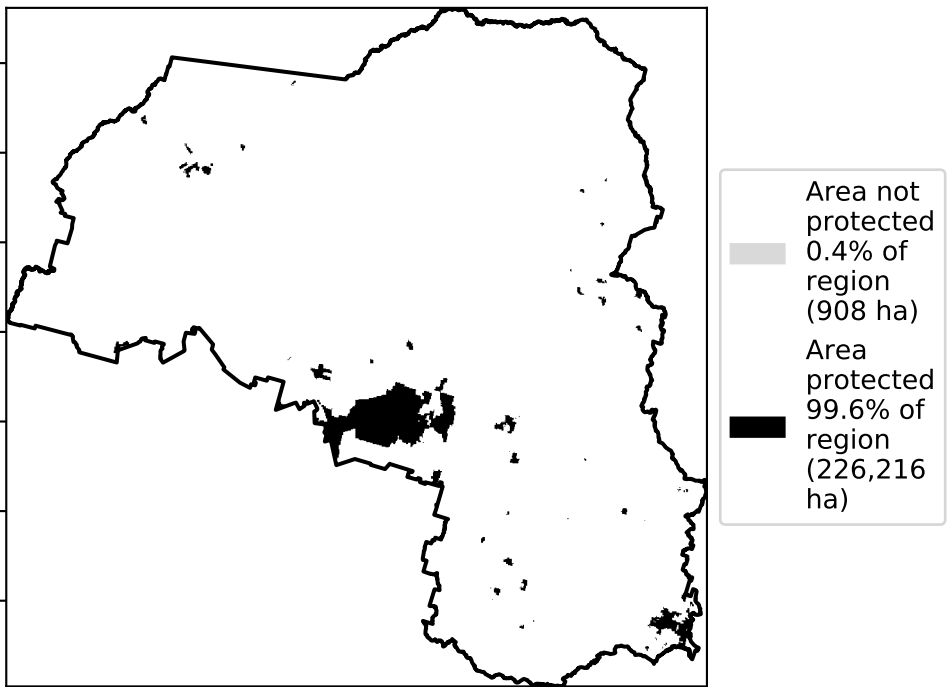 Area not
protected
0.4% of
region
(908 ha)
Area
protected
99.6% of
region
(226,216
ha)